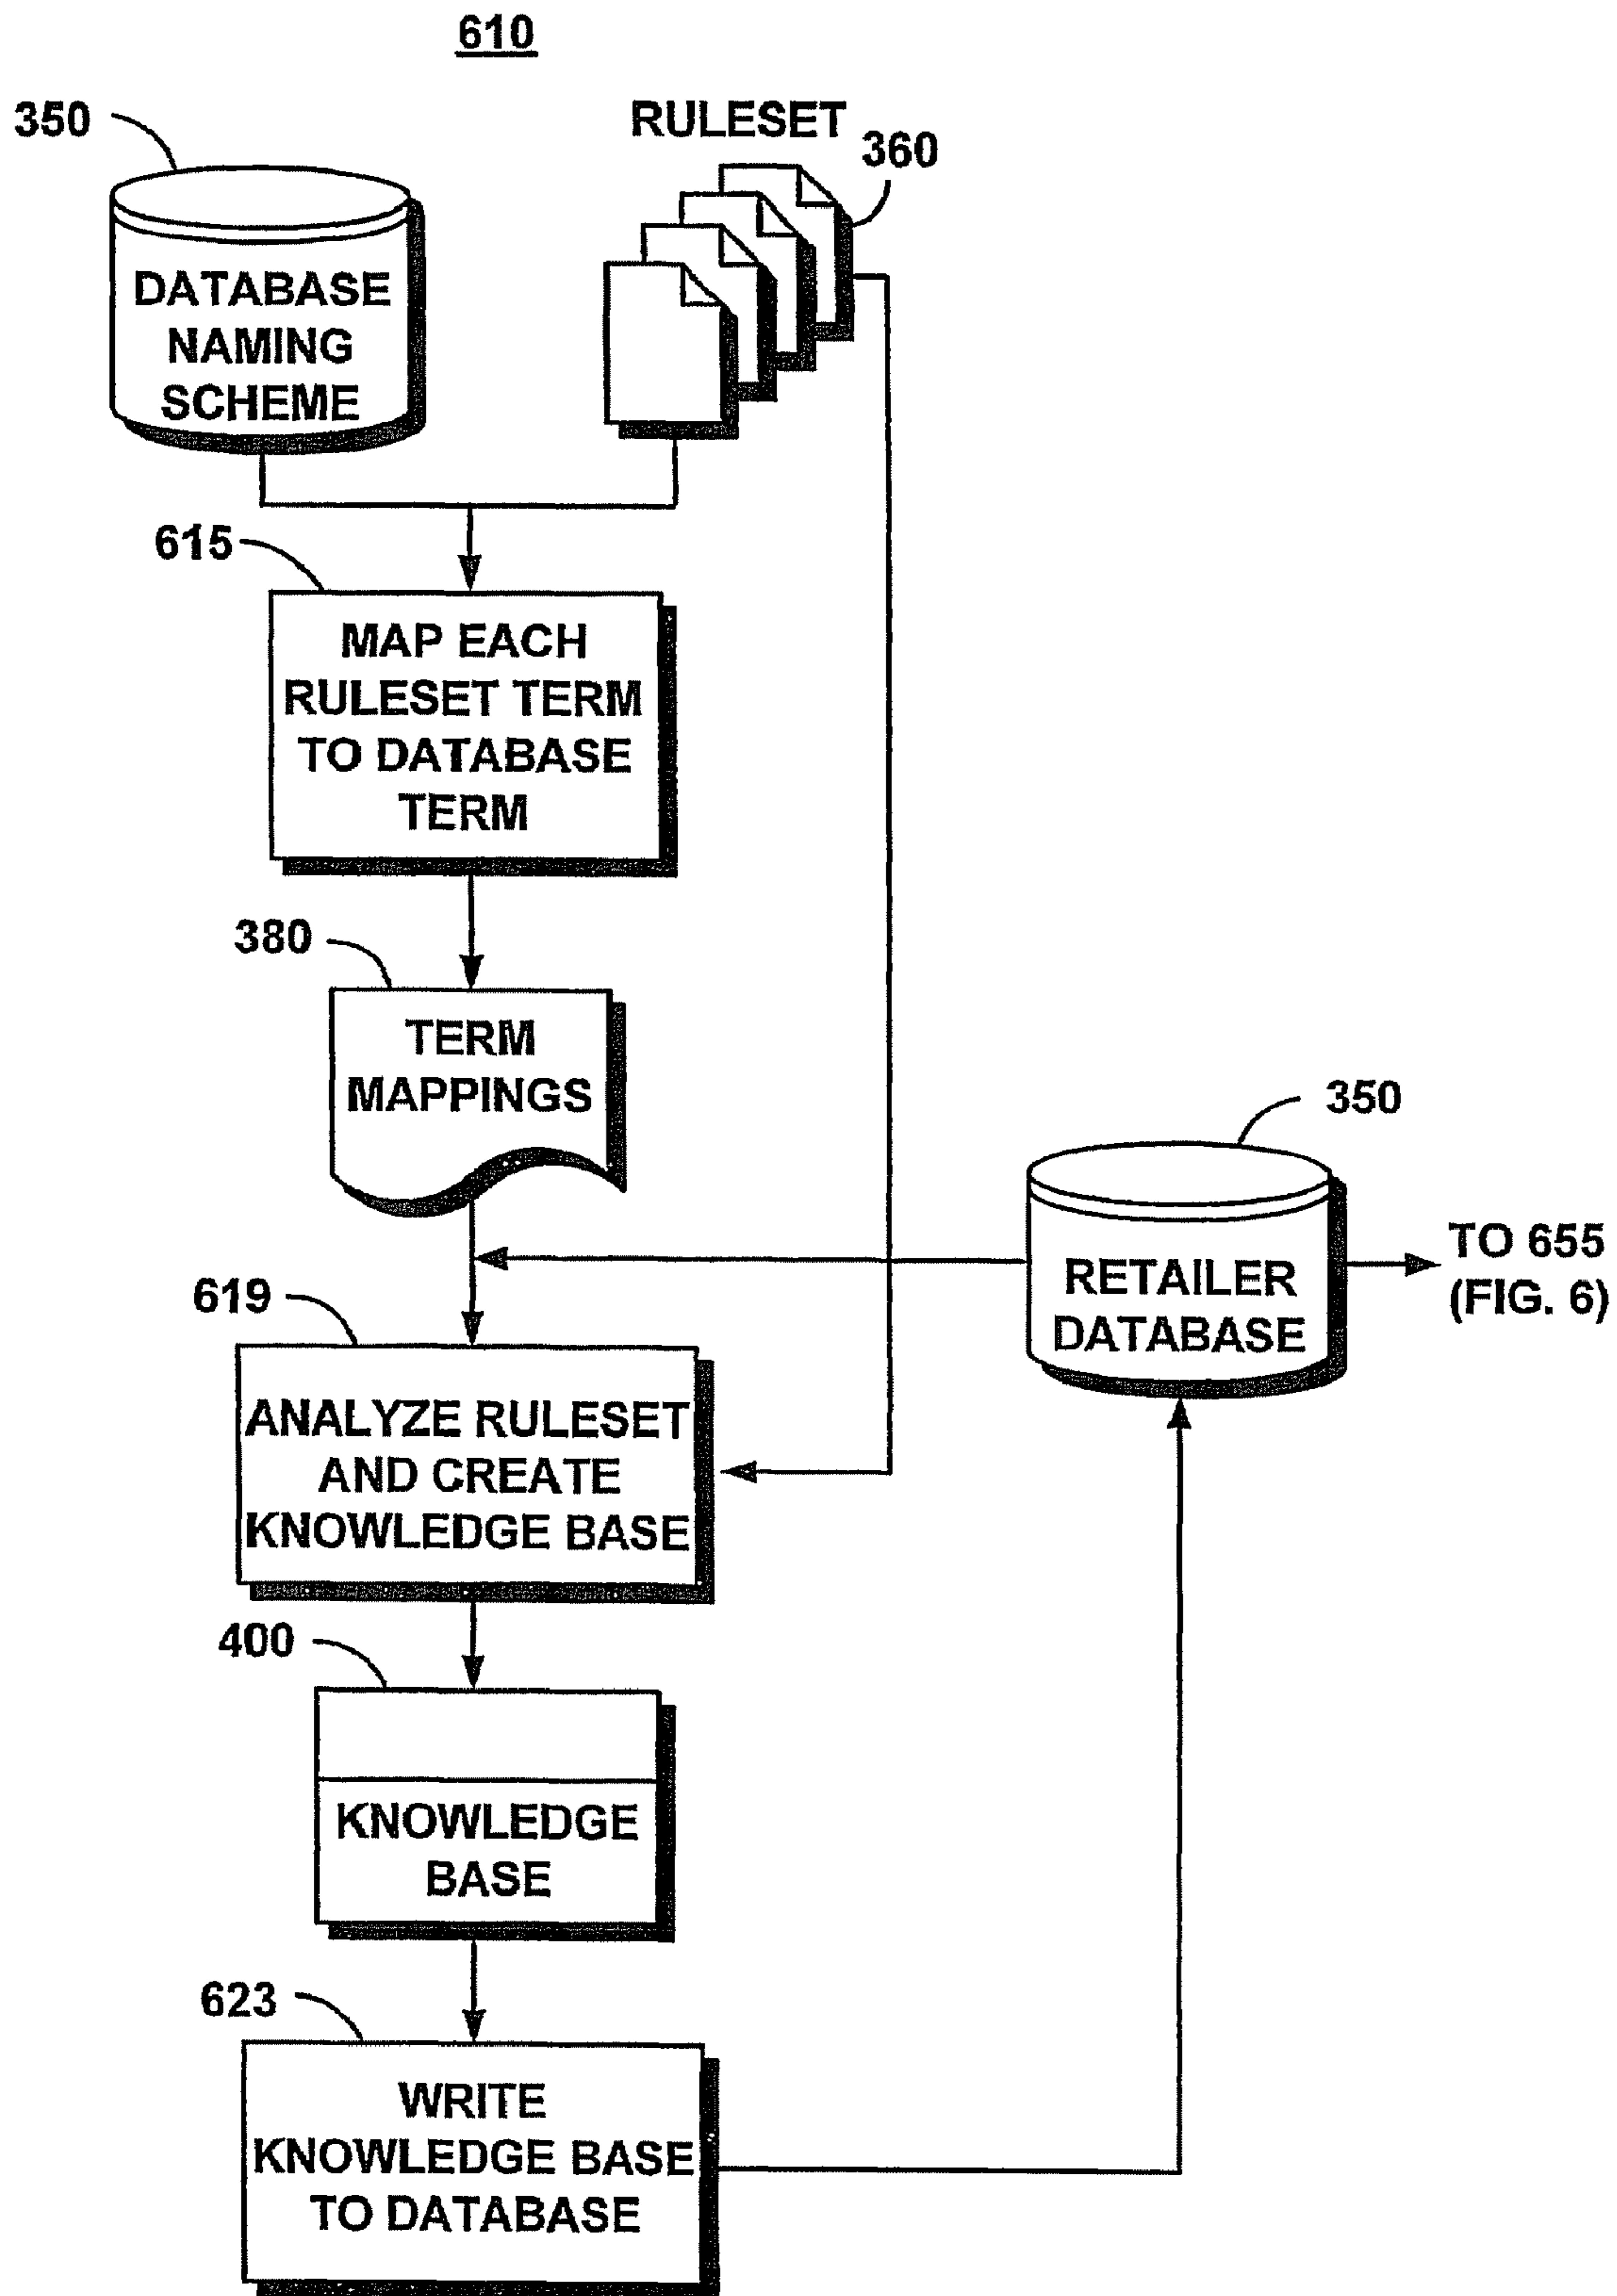 610
350
RULESET
360
DATABASE
NAMING
SCHEME
615
MAP EACH
RULESET TERM
TO DATABASE
TERM
380
TERM
MAPPINGS
350
RETAILER
DATABASE
TO 655
(FIG. 6)
619
ANALYZE RULESET
AND CREATE
KNOWLEDGE BASE
400
KNOWLEDGE
BASE
623
WRITE
KNOWLEDGE BASE
TO DATABASE